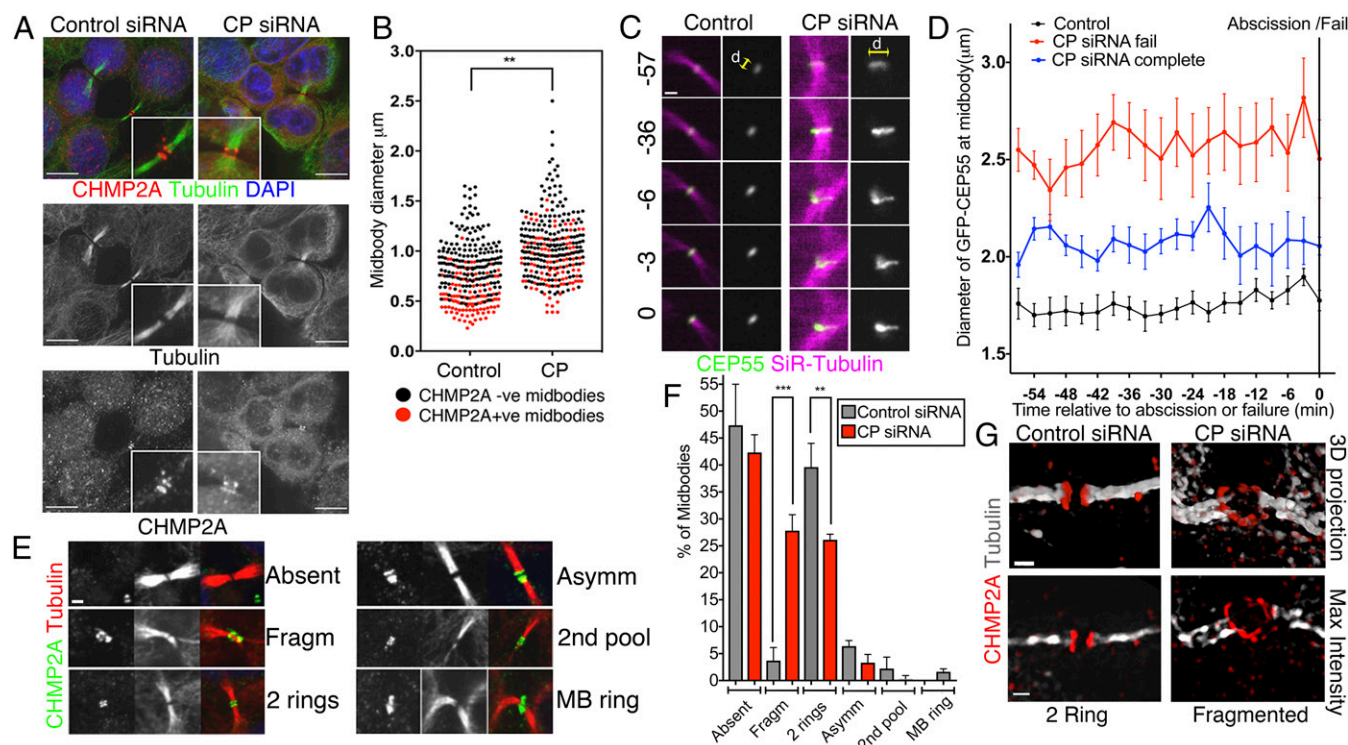 A
Control siRNA CP siRNA
CHMP2A Tubulin DAPI
Tubulin
CHMP2A
B
3.0
2.5
2.0
1.5
1.0
0.5
0.0
Midbody diameter µm
**
Control CP
CHMP2A -ve midbodies
CHMP2A+ve midbodies
C
Control CP siRNA
d d
-57
-36
-6
-3
0
CEP55 SiR-Tubulin
D
Control
CP siRNA fail
CP siRNA complete
Abscission /Fail
Diameter of GFP-CEP55 at midbody(µm)
3.0
2.5
2.0
1.5
-54 -48 -42 -36 -30 -24 -18 -12 -6 0
Time relative to abscission or failure (min)
E
CHMP2A Tubulin
Absent
Fragm
2 rings
Asymm
2nd pool
MB ring
F
% of Midbodies
55
50
45
40
35
30
25
20
15
10
5
0
*** **
Control siRNA
CP siRNA
Absent
Fragm
2 rings
Asymm
2nd pool
MB ring
G
Control siRNA CP siRNA
CHMP2A Tubulin
3D projection
Max Intensity
2 Ring Fragmented